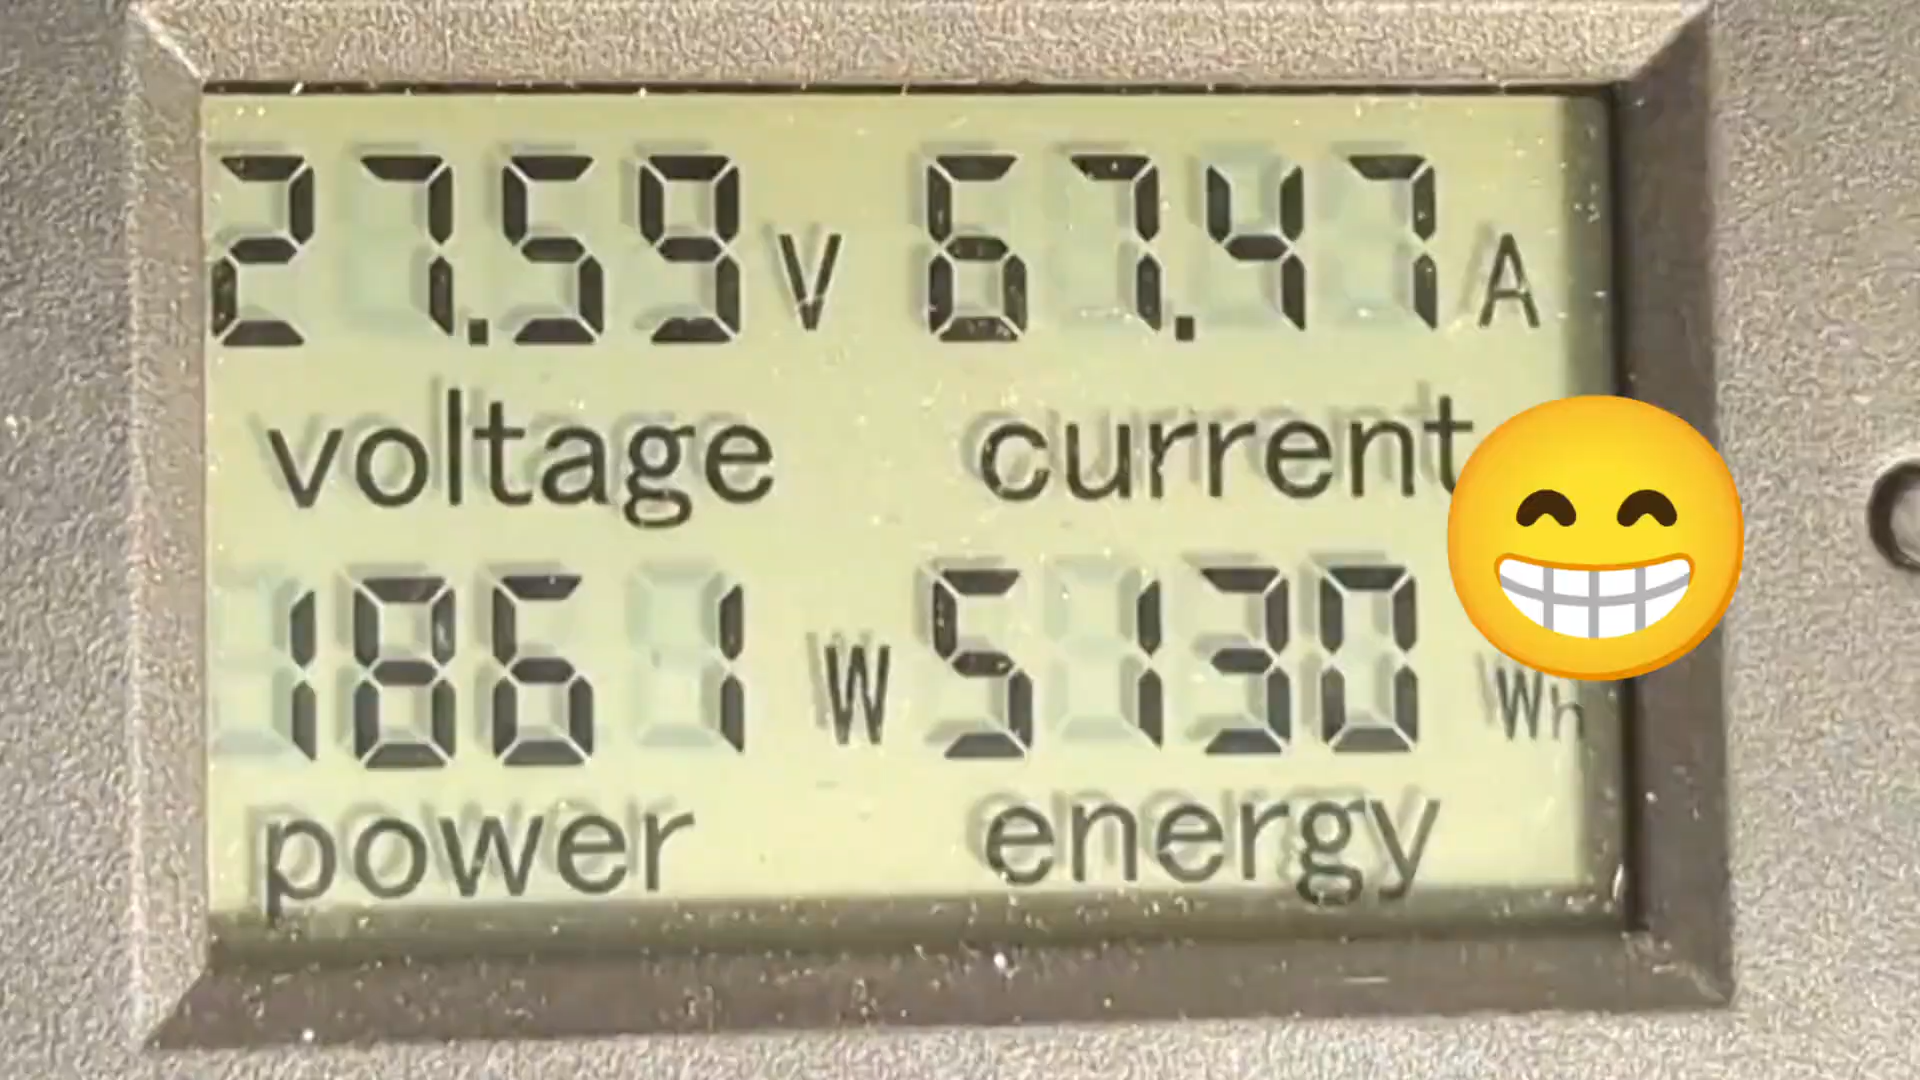 27.59 V 67.47 A
voltage current
1861 W 5130 Wh
power energy